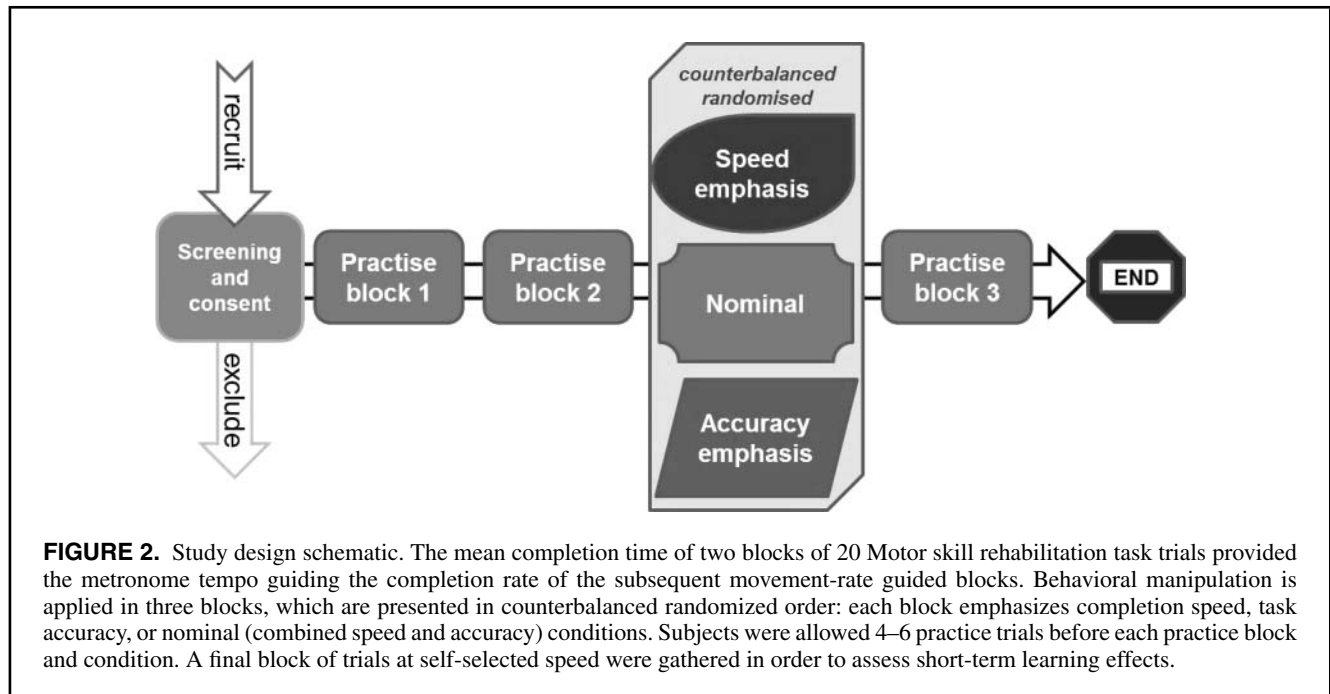 recruit
Screening
and
consent
exclude
Practise
block 1
Practise
block 2
counterbalanced
randomised
Speed
emphasis
Nominal
Accuracy
emphasis
Practise
block 3
END
FIGURE 2. Study design schematic. The mean completion time of two blocks of 20 Motor skill rehabilitation task trials provided
the metronome tempo guiding the completion rate of the subsequent movement-rate guided blocks. Behavioral manipulation is
applied in three blocks, which are presented in counterbalanced randomized order: each block emphasizes completion speed, task
accuracy, or nominal (combined speed and accuracy) conditions. Subjects were allowed 4–6 practice trials before each practice block
and condition. A final block of trials at self-selected speed were gathered in order to assess short-term learning effects.